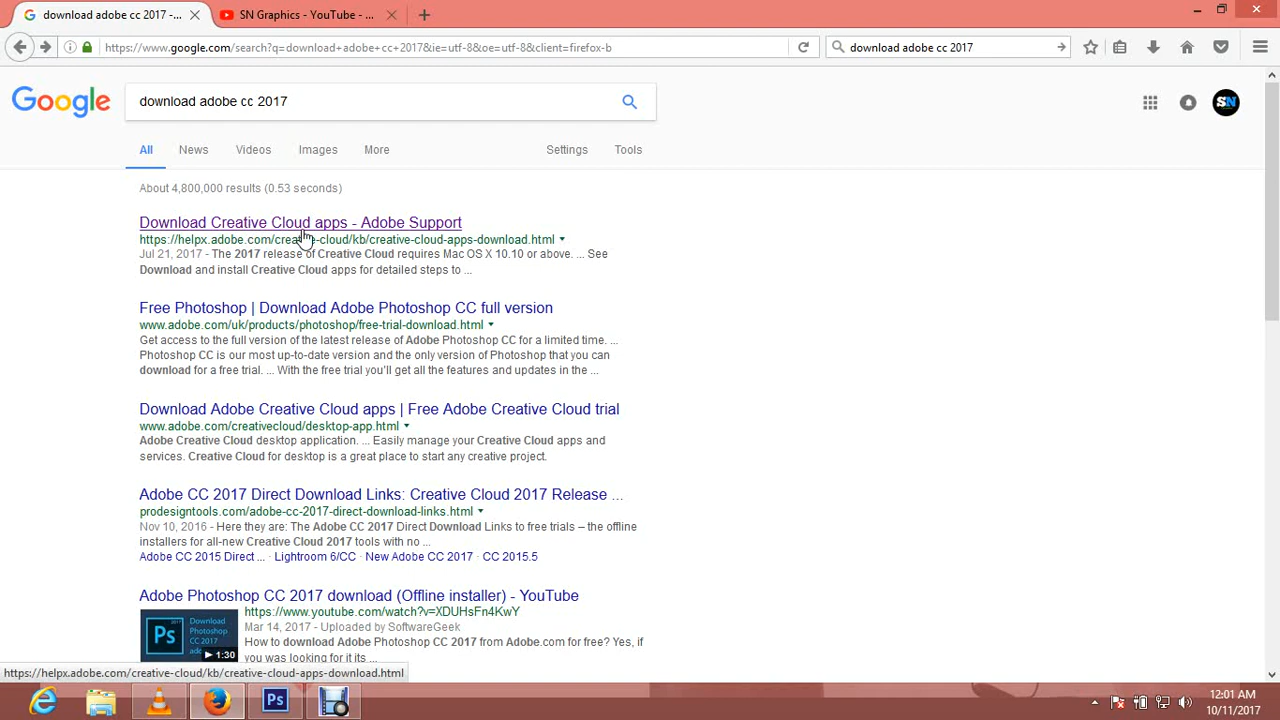 download adobe cc 2017 -...
SN Graphics - YouTube - ...
https://www.google.com/search?q=download+adobe+cc+2017&ie=utf-8&oe=utf-8&client=firefox-b
download adobe cc 2017
Google
download adobe cc 2017
SN
All
News
Videos
Images
More
Settings
Tools
About 4,800,000 results (0.53 seconds)
Download Creative Cloud apps - Adobe Support
https://helpx.adobe.com/creative-cloud/kb/creative-cloud-apps-download.html
Jul 21, 2017 - The 2017 release of Creative Cloud requires Mac OS X 10.10 or above. ... See
Download and install Creative Cloud apps for detailed steps to ...
Free Photoshop | Download Adobe Photoshop CC full version
www.adobe.com/uk/products/photoshop/free-trial-download.html
Get access to the full version of the latest release of Adobe Photoshop CC for a limited time. ...
Photoshop CC is our most up-to-date version and the only version of Photoshop that you can
download for a free trial. ... With the free trial you'll get all the features and updates in the ...
Download Adobe Creative Cloud apps | Free Adobe Creative Cloud trial
www.adobe.com/creativecloud/desktop-app.html
Adobe Creative Cloud desktop application. ... Easily manage your Creative Cloud apps and
services. Creative Cloud for desktop is a great place to start any creative project.
Adobe CC 2017 Direct Download Links: Creative Cloud 2017 Release ...
prodesigntools.com/adobe-cc-2017-direct-download-links.html
Nov 10, 2016 - Here they are: The Adobe CC 2017 Direct Download Links to free trials – the offline
installers for all-new Creative Cloud 2017 tools with no ...
Adobe CC 2015 Direct ... · Lightroom 6/CC · New Adobe CC 2017 · CC 2015.5
Adobe Photoshop CC 2017 download (Offline installer) - YouTube
https://www.youtube.com/watch?v=XDUHsFn4KwY
Mar 14, 2017 - Uploaded by SoftwareGeek
How to download Adobe Photoshop CC 2017 from Adobe.com for free? Yes, if
you was looking for it its ...
Ps
Download
Photoshop
CC 2017
1:30
https://helpx.adobe.com/creative-cloud/kb/creative-cloud-apps-download.html
Ps
12:01 AM
10/11/2017